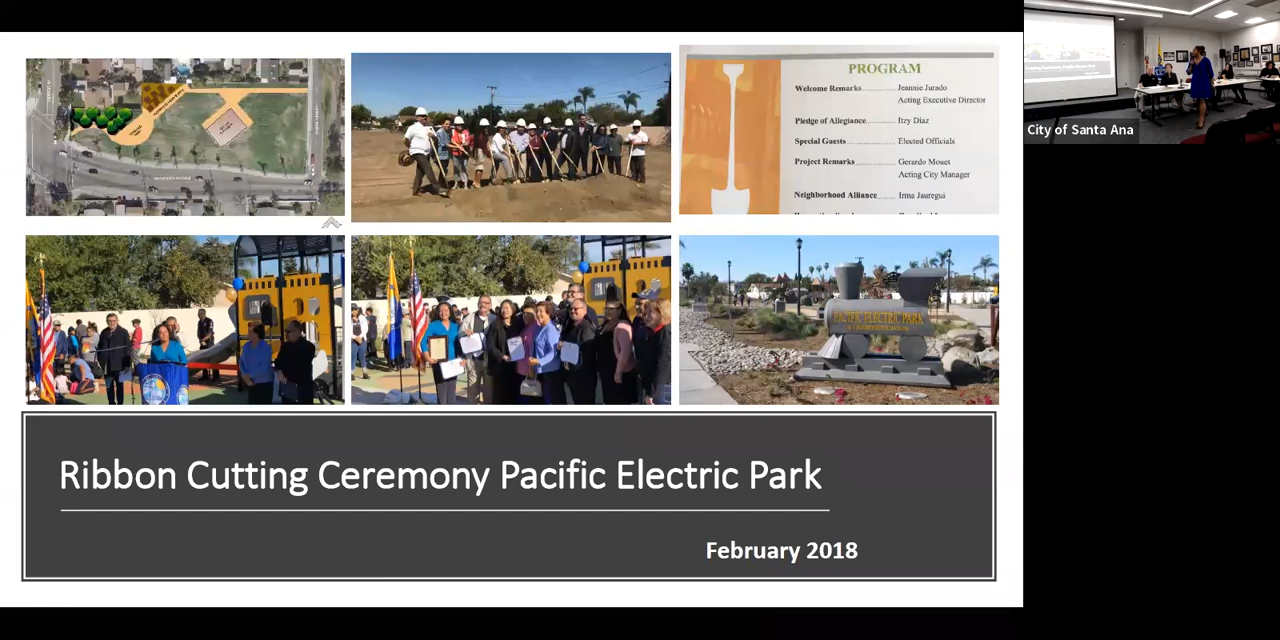 PROGRAM
Welcome Remarks Jeannie Jurado
Acting Executive Director
Pledge of Allegiance Itzy Diaz
Special Guests Elected Officials
Project Remarks Gerardo Mouet
Acting City Manager
Neighborhood Alliance Irma Jauregui
PACIFIC ELECTRIC PARK
Ribbon Cutting Ceremony Pacific Electric Park
February 2018
City of Santa Ana